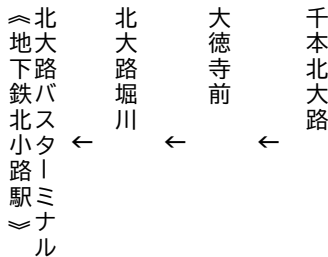 千本北大路
←
大徳寺前
←
北大路堀川
←
北大路バスターミナル
《地下鉄北小路駅》